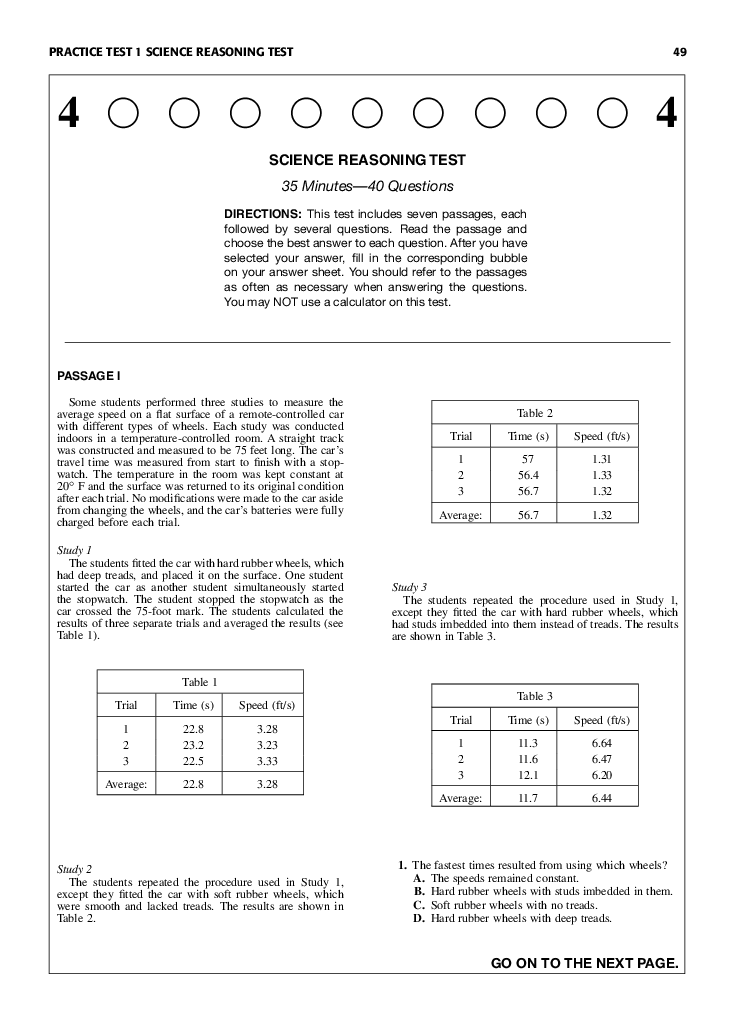 PRACTICE TEST 1 SCIENCE REASONING TEST 49
4 4
SCIENCE REASONING TEST
35 Minutes—40 Questions
DIRECTIONS: This test includes seven passages, each
followed by several questions. Read the passage and
choose the best answer to each question. After you have
selected your answer, fill in the corresponding bubble
on your answer sheet. You should refer to the passages
as often as necessary when answering the questions.
You may NOT use a calculator on this test.
PASSAGE I
Some students performed three studies to measure the
average speed on a flat surface of a remote-controlled car
with different types of wheels. Each study was conducted
indoors in a temperature-controlled room. A straight track
was constructed and measured to be 75 feet long. The car's
travel time was measured from start to finish with a stop-
watch. The temperature in the room was kept constant at
20° F and the surface was returned to its original condition
after each trial. No modifications were made to the car aside
from changing the wheels, and the car's batteries were fully
charged before each trial.
Study 1
The students fitted the car with hard rubber wheels, which
had deep treads, and placed it on the surface. One student
started the car as another student simultaneously started
the stopwatch. The student stopped the stopwatch as the
car crossed the 75-foot mark. The students calculated the
results of three separate trials and averaged the results (see
Table 1).
Table 1
Trial Time (s) Speed (ft/s)
1 22.8 3.28
2 23.2 3.23
3 22.5 3.33
Average: 22.8 3.28
Study 2
The students repeated the procedure used in Study 1,
except they fitted the car with soft rubber wheels, which
were smooth and lacked treads. The results are shown in
Table 2.
Table 2
Trial Time (s) Speed (ft/s)
1 57 1.31
2 56.4 1.33
3 56.7 1.32
Average: 56.7 1.32
Study 3
The students repeated the procedure used in Study 1,
except they fitted the car with hard rubber wheels, which
had studs imbedded into them instead of treads. The results
are shown in Table 3.
Table 3
Trial Time (s) Speed (ft/s)
1 11.3 6.64
2 11.6 6.47
3 12.1 6.20
Average: 11.7 6.44
1. The fastest times resulted from using which wheels?
A. The speeds remained constant.
B. Hard rubber wheels with studs imbedded in them.
C. Soft rubber wheels with no treads.
D. Hard rubber wheels with deep treads.
GO ON TO THE NEXT PAGE.